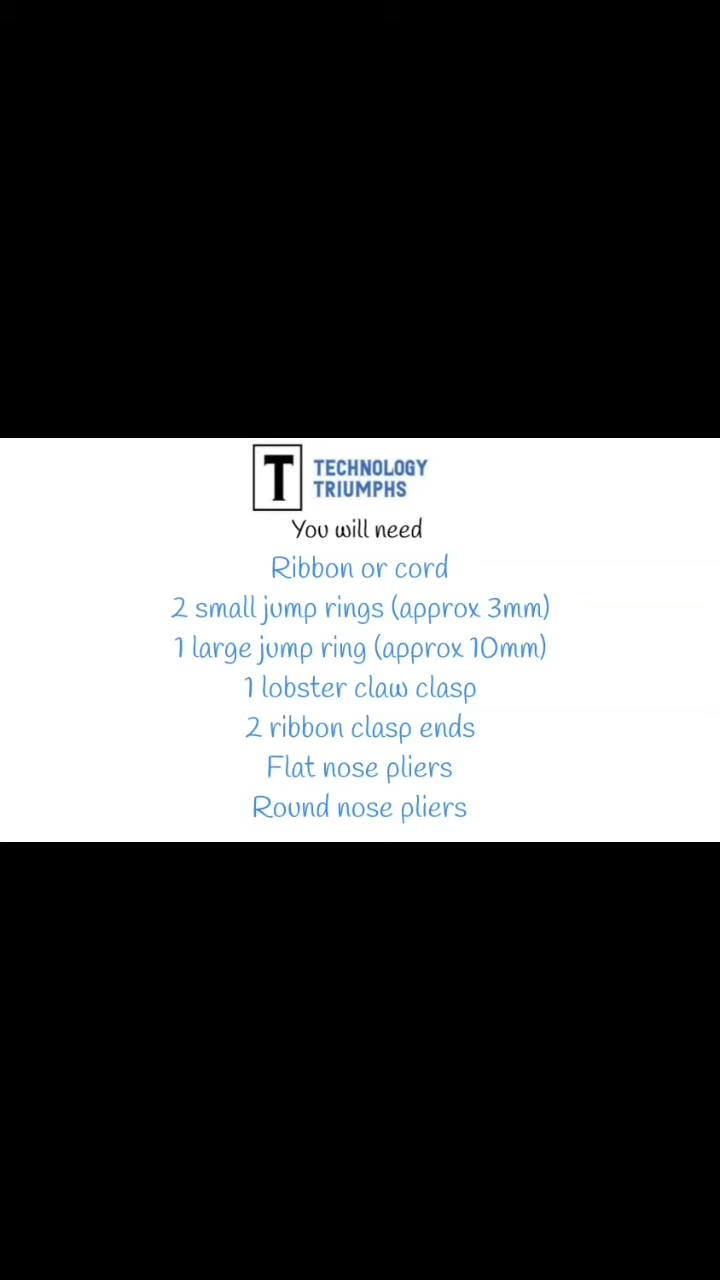 T
TECHNOLOGY
TRIUMPHS
You will need
Ribbon or cord
2 small jump rings (approx 3mm)
1 large jump ring (approx 10mm)
1 lobster claw clasp
2 ribbon clasp ends
Flat nose pliers
Round nose pliers